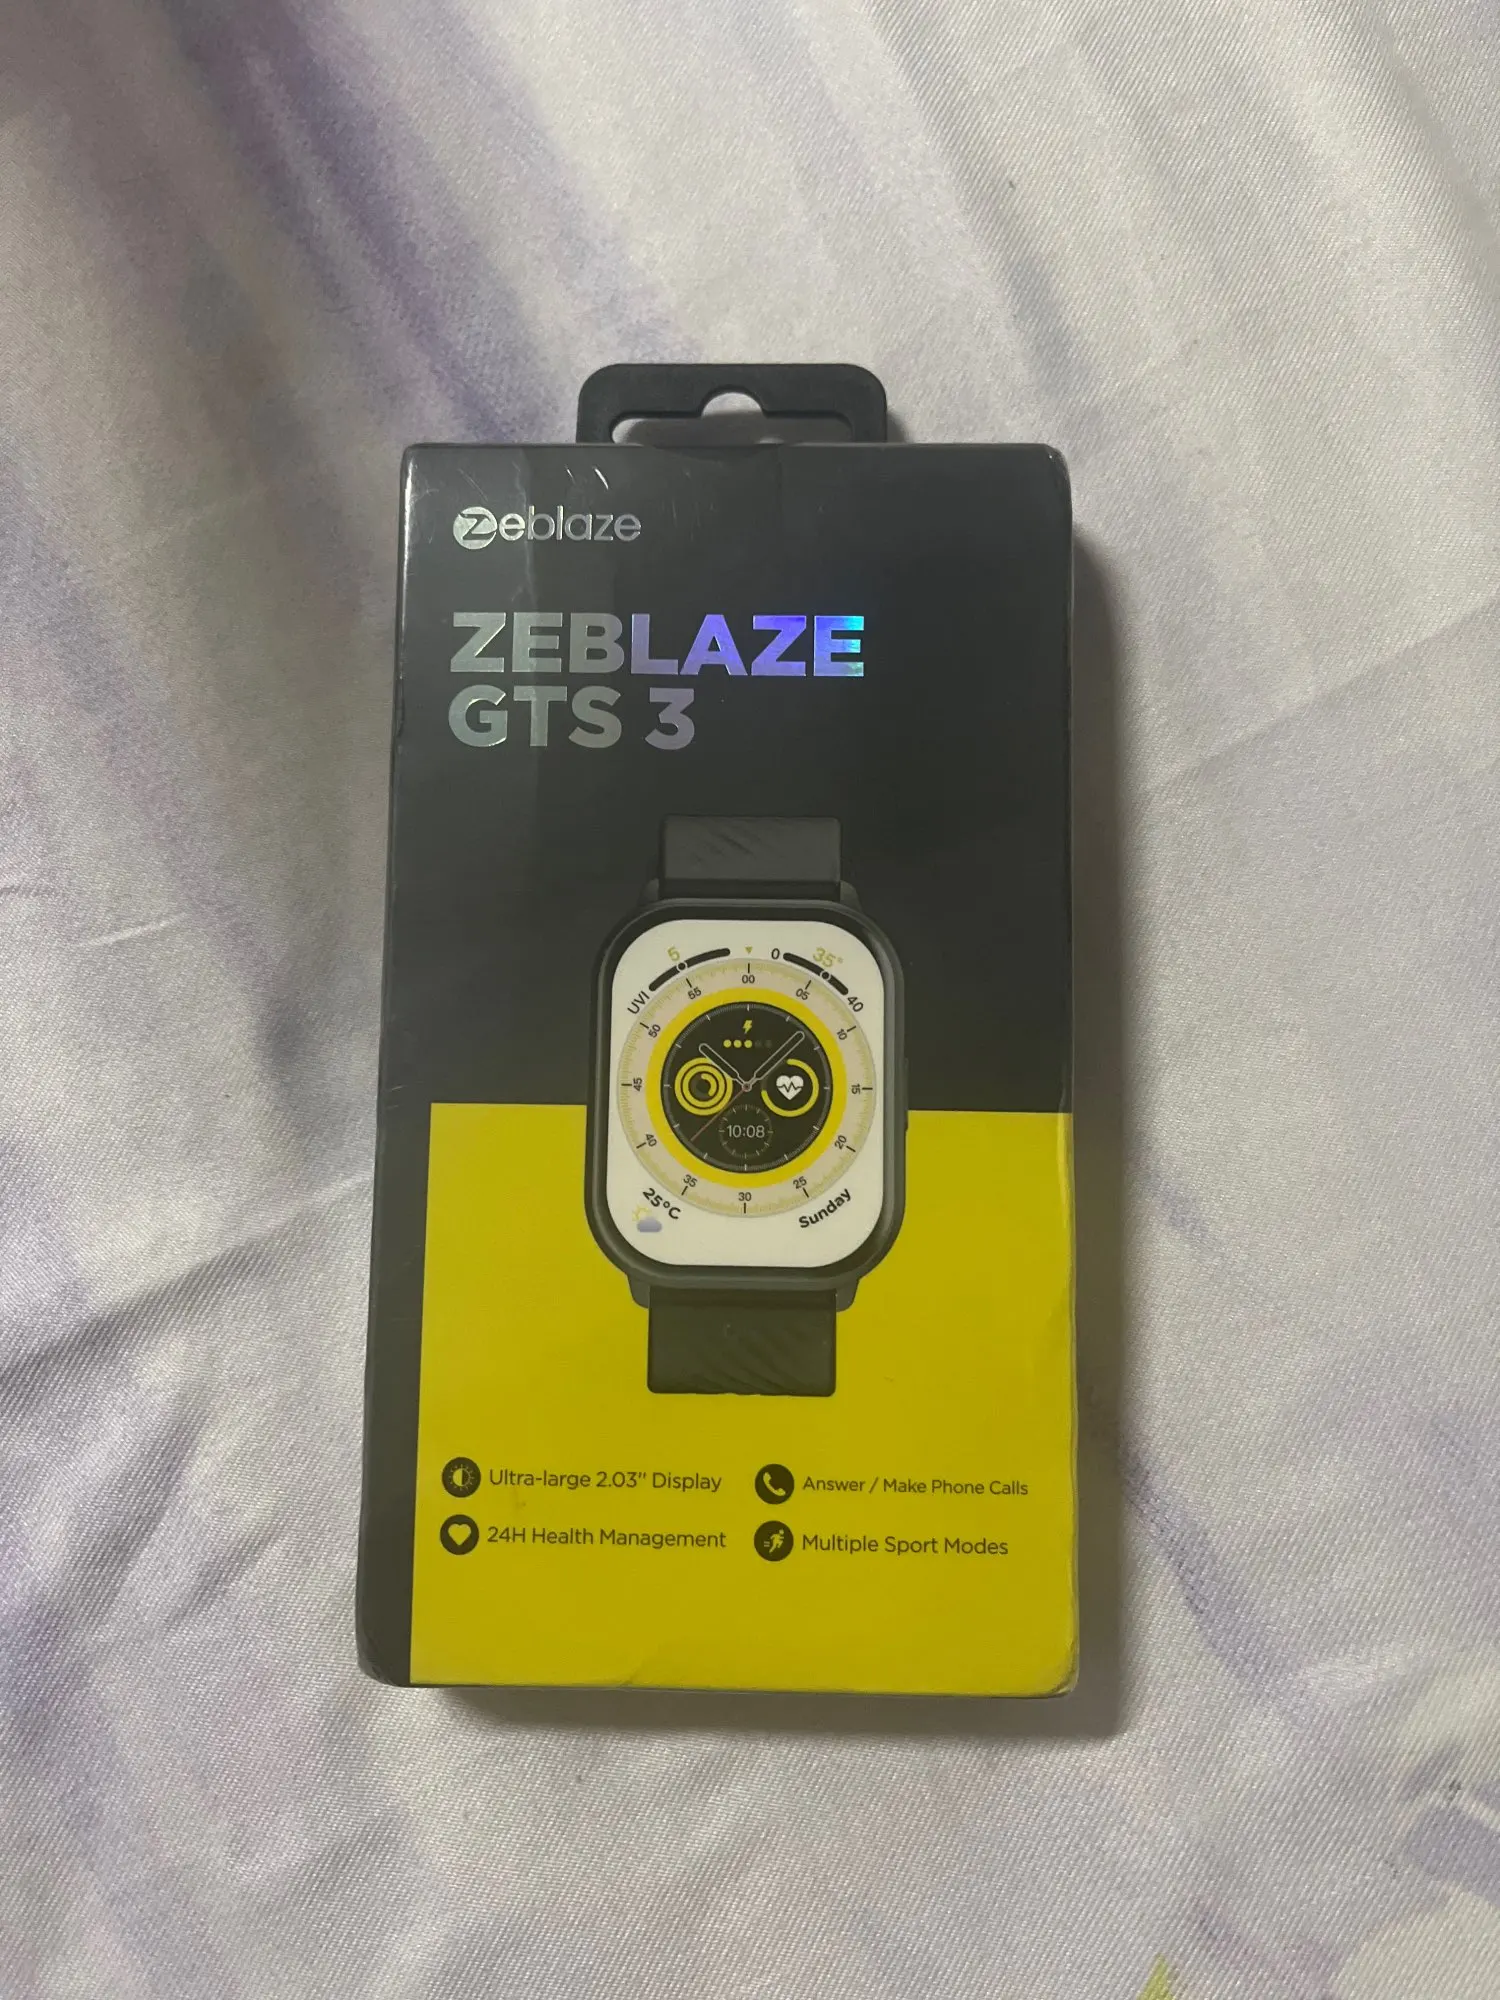 zeblaze
ZEBLAZE
GTS 3
5
0
35°
UVI
40
55
00
05
50
10
45
15
10:08
40
20
35
30
25
25°C
Sunday
Ultra-large 2.03" Display
Answer / Make Phone Calls
24H Health Management
Multiple Sport Modes